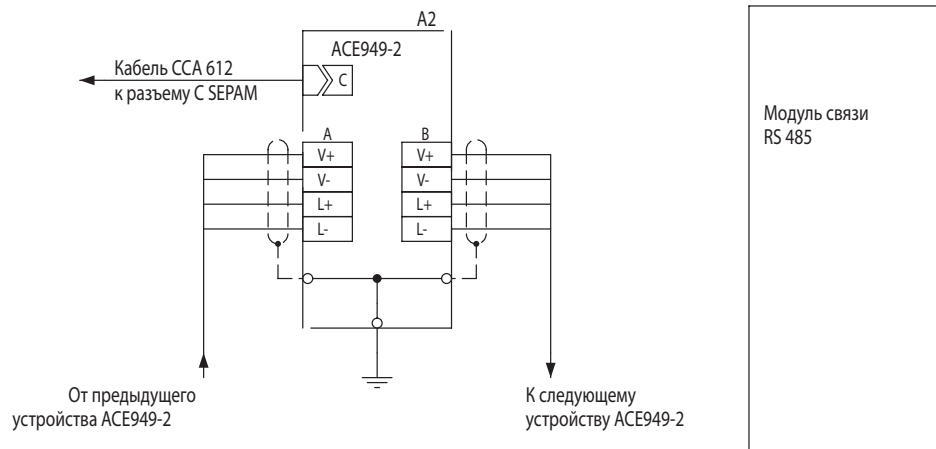 A2
ACE949-2
Кабель CCA 612
к разъему C SEPAM
C
A
B
V+
V+
V-
V-
L+
L+
L-
L-
От предыдущего
устройства ACE949-2
К следующему
устройству ACE949-2
Модуль связи
RS 485